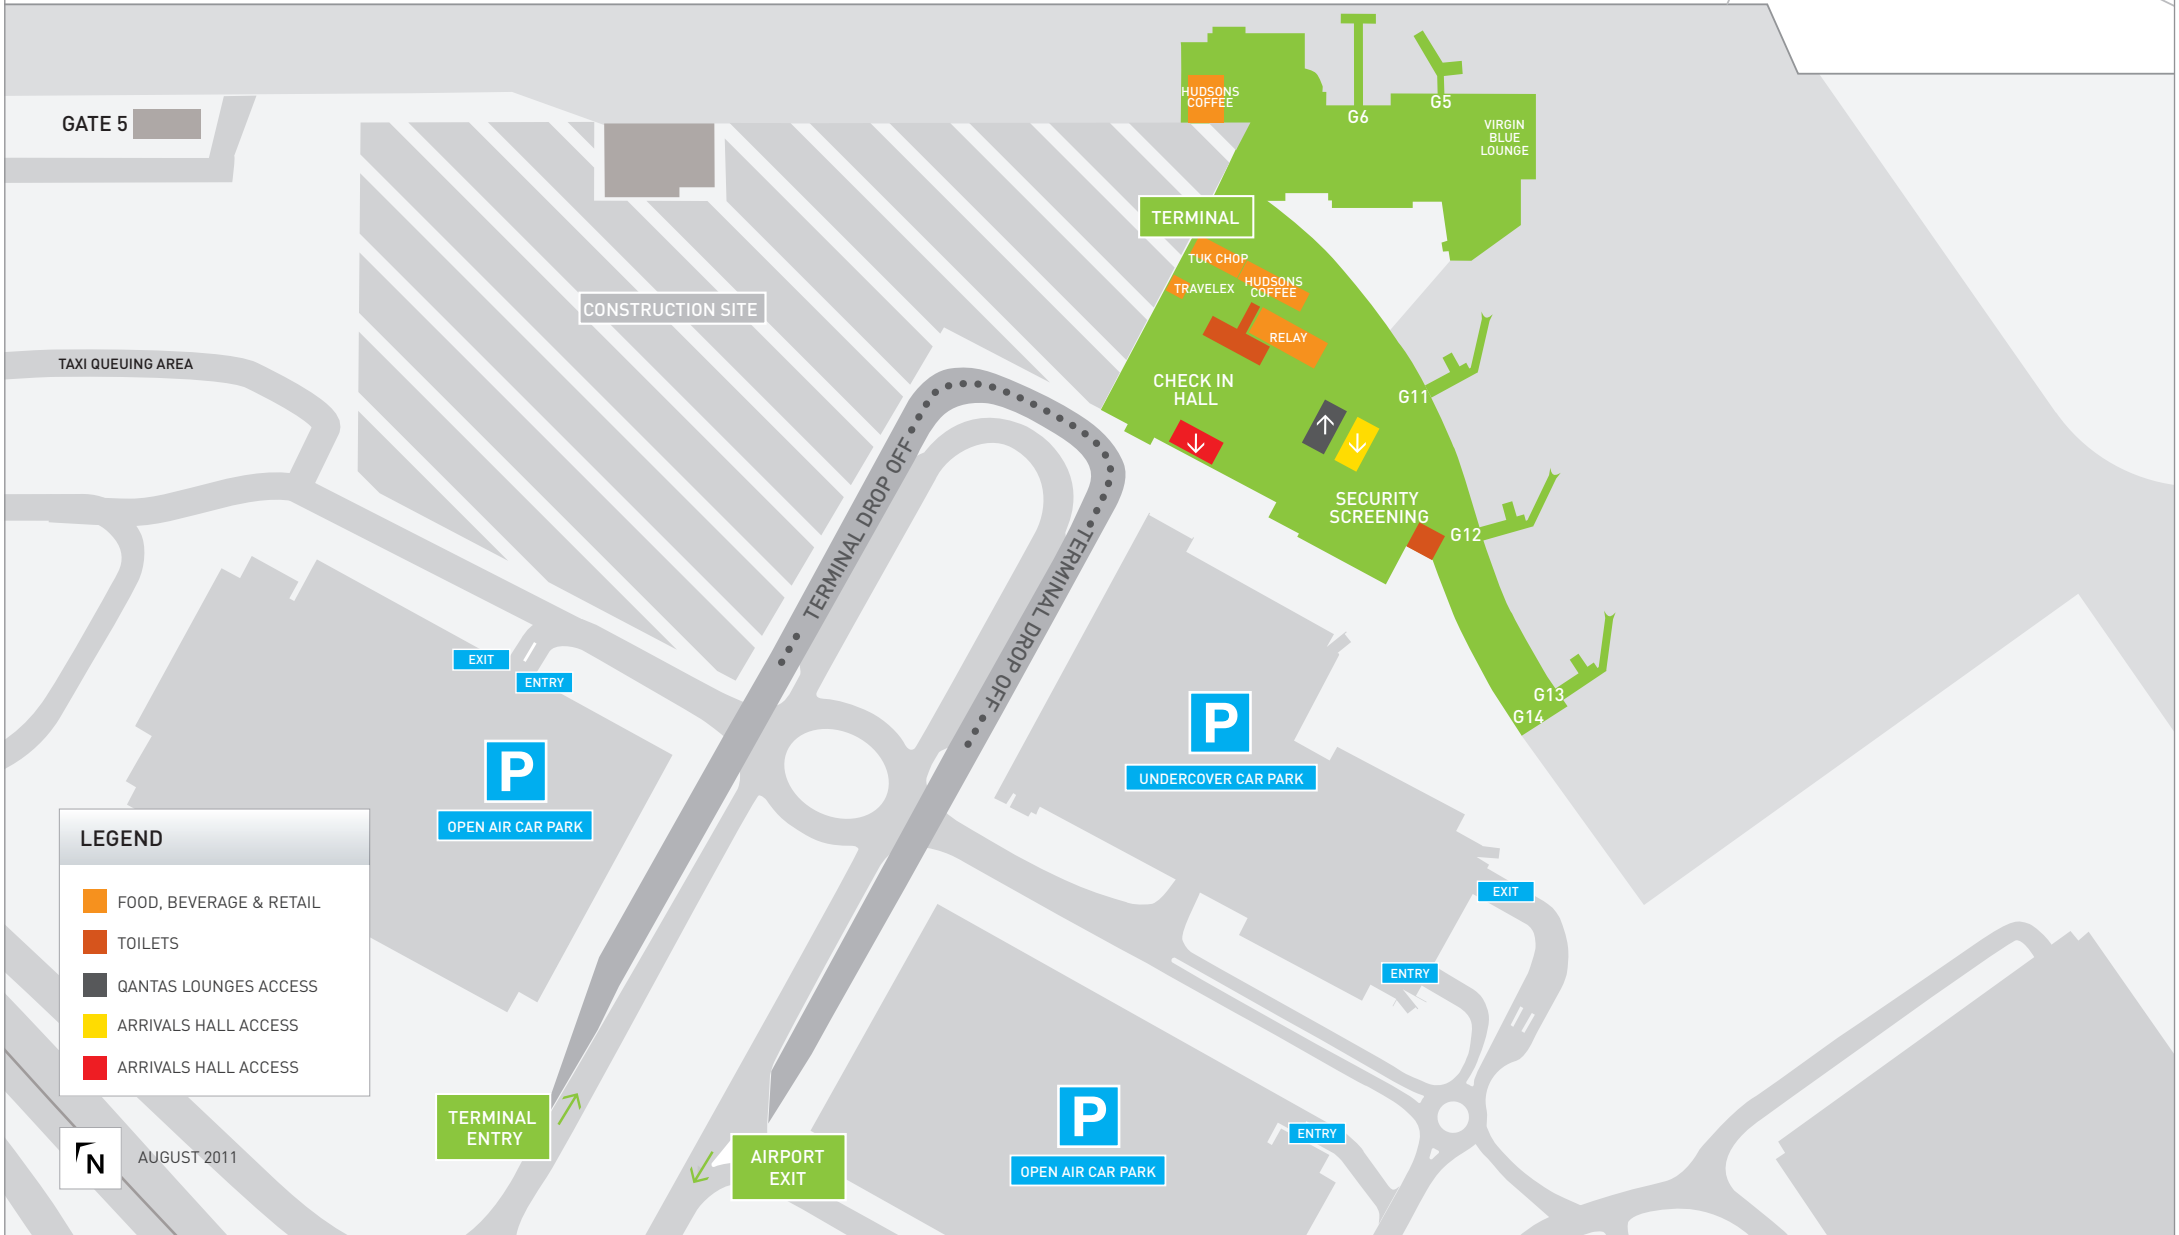 HUDSONS
COFFEE
G6
G5
VIRGIN
BLUE
LOUNGE
GATE 5
TERMINAL
TUK CHOP
TRAVELEX
HUDSONS
COFFEE
CONSTRUCTION SITE
RELAY
TAXI QUEUING AREA
CHECK IN
HALL
G11
TERMINAL DROP OFF
SECURITY
SCREENING
G12
TERMINAL DROP OFF
EXIT
ENTRY
G13
G14
P
UNDERCOVER CAR PARK
P
OPEN AIR CAR PARK
LEGEND
FOOD, BEVERAGE & RETAIL
TOILETS
QANTAS LOUNGES ACCESS
ARRIVALS HALL ACCESS
ARRIVALS HALL ACCESS
EXIT
ENTRY
TERMINAL
ENTRY
P
ENTRY
OPEN AIR CAR PARK
N
AUGUST 2011
AIRPORT
EXIT